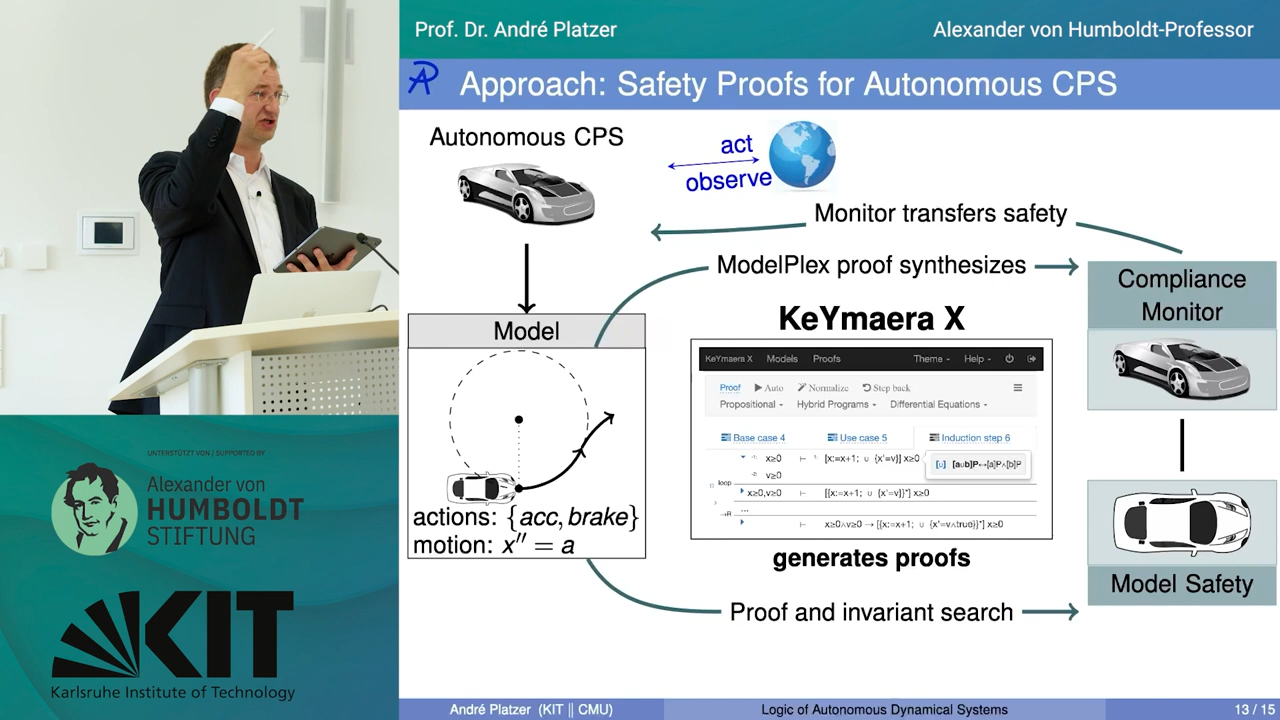 Prof. Dr. André Platzer
Alexander von Humboldt-Professor
Approach: Safety Proofs for Autonomous CPS
Autonomous CPS
act
observe
Monitor transfers safety
ModelPlex proof synthesizes
Compliance
Monitor
Model
KeYmaera X
KeYmaera X Models Proofs Theme Help
Proof Auto Normalize Step back
Propositional Hybrid Programs Differential Equations
Base case 4 Use case 5 Induction step 6
x≥0 ⊢ [x:=x+1; ∪ {x'=v}] x≥0
[∪] [a∪b]P↔[a]P∧[b]P
v≥0
loop
x≥0,v≥0 ⊢ [{x:=x+1; ∪ {x'=v}}*] x≥0
...
→R
⊢ x≥0∧v≥0 → [{x:=x+1; ∪ {x'=v∧true}}*] x≥0
actions: {acc, brake}
motion: x'' = a
generates proofs
Model Safety
Proof and invariant search
UNTERSTÜTZT VON / SUPPORTED BY
Alexander von
HUMBOLDT
STIFTUNG
KIT
Karlsruhe Institute of Technology
André Platzer (KIT || CMU)
Logic of Autonomous Dynamical Systems
13 / 15